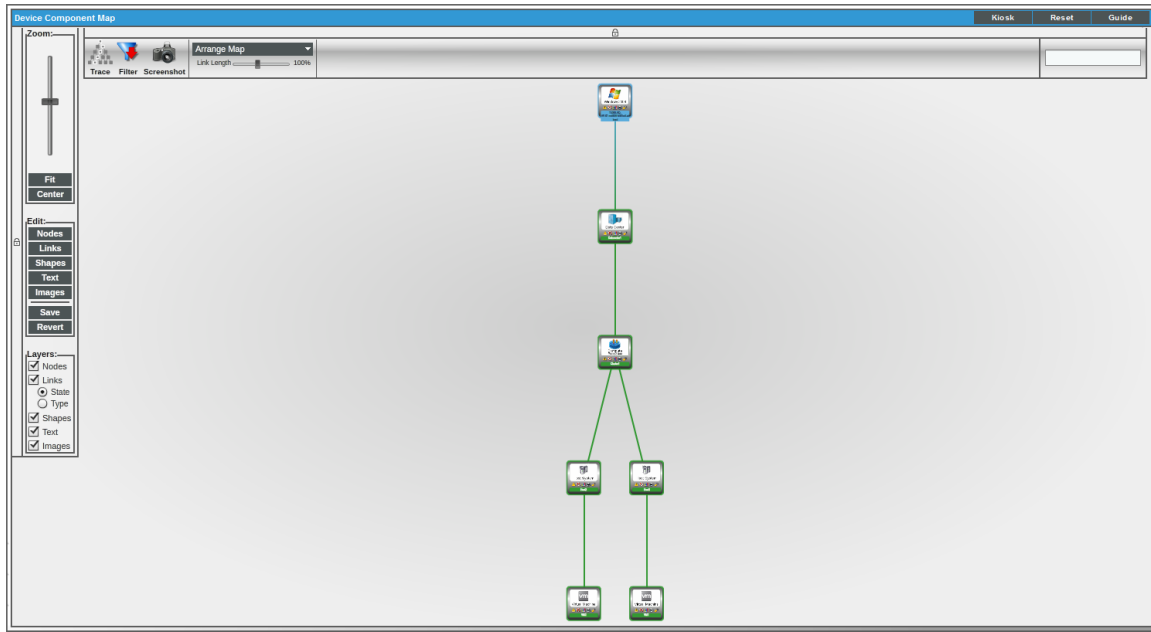 Device Component Map
Kiosk
Reset
Guide
Zoom:
Trace
Filter
Screenshot
Arrange Map
Link Length
100%
Fit
Center
Edit:
Nodes
Links
Shapes
Text
Images
Save
Revert
Layers:
Nodes
Links
State
Type
Shapes
Text
Images